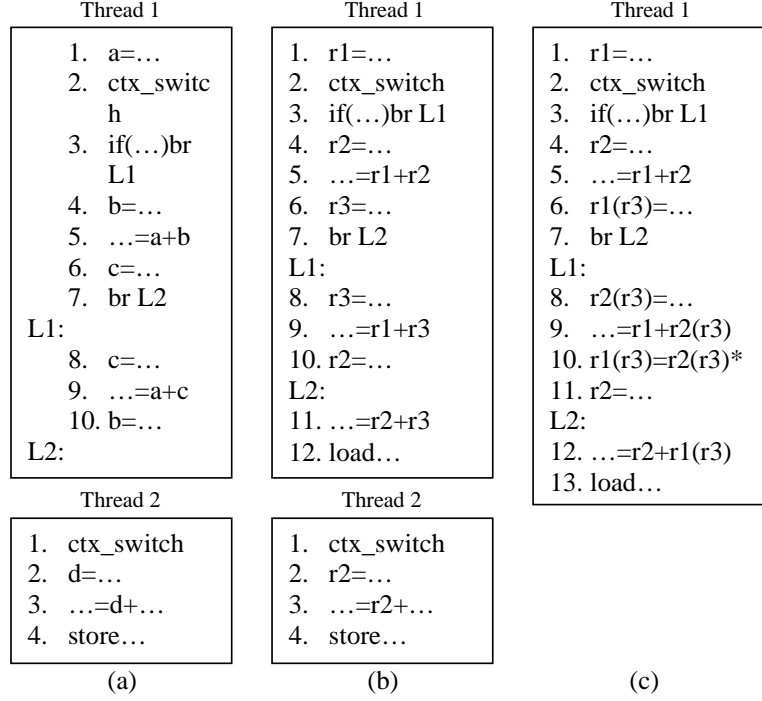 Thread 1
1. a=…
2. ctx_switc
h
3. if(…)br
L1
4. b=…
5. …=a+b
6. c=…
7. br L2
L1:
8. c=…
9. …=a+c
10. b=…
L2:
Thread 2
1. ctx_switch
2. d=…
3. …=d+…
4. store…
(a)
Thread 1
1. r1=…
2. ctx_switch
3. if(…)br L1
4. r2=…
5. …=r1+r2
6. r3=…
7. br L2
L1:
8. r3=…
9. …=r1+r3
10. r2=…
L2:
11. …=r2+r3
12. load…
Thread 2
1. ctx_switch
2. r2=…
3. …=r2+…
4. store…
(b)
Thread 1
1. r1=…
2. ctx_switch
3. if(…)br L1
4. r2=…
5. …=r1+r2
6. r1(r3)=…
7. br L2
L1:
8. r2(r3)=…
9. …=r1+r2(r3)
10. r1(r3)=r2(r3)*
11. r2=…
L2:
12. …=r2+r1(r3)
13. load…
(c)